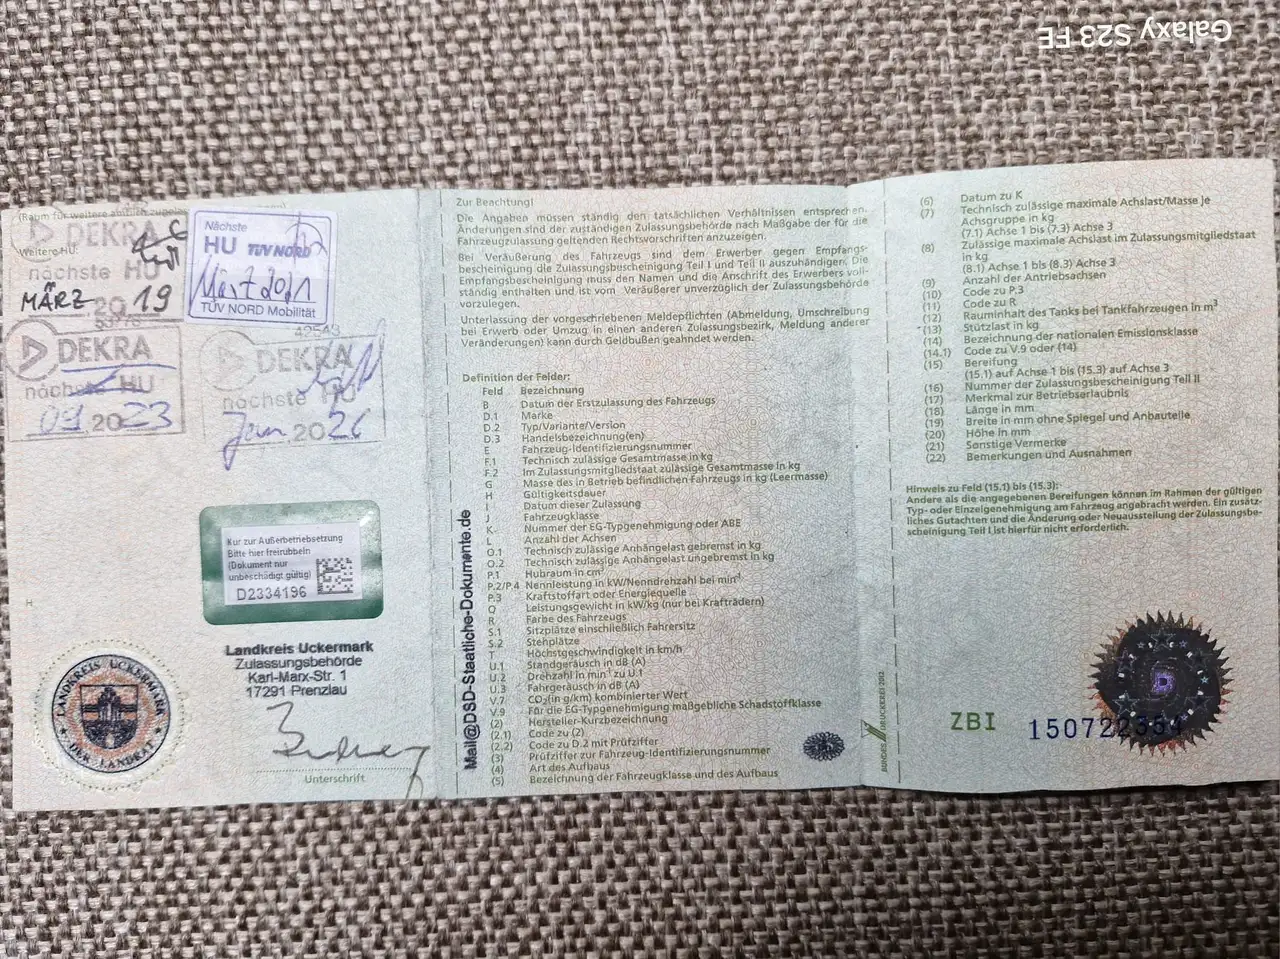 Galaxy S23 FE
(Raum für weitere amtliche
Weitere HU:
DEKRA
nächste HU
MÄRZ 2019
Nächste
HU TÜV NORD
März 2021
TÜV NORD Mobilität
DEKRA
nächste HU
09 2023
42543
DEKRA
nächste HU
Jan. 2026
Nur zur Außerbetriebsetzung
Bitte hier freirubbeln
(Dokument nur
unbeschädigt gültig)
D2334196
H
LANDKREIS UCKERMARK
DER LANDRAT
Landkreis Uckermark
Zulassungsbehörde
Karl-Marx-Str. 1
17291 Prenzlau
Unterschrift
Mail@DSD-Staatliche-Dokumente.de
Zur Beachtung!
Die Angaben müssen ständig den tatsächlichen Verhältnissen entsprechen.
Änderungen sind der zuständigen Zulassungsbehörde nach Maßgabe der für die
Fahrzeugzulassung geltenden Rechtsvorschriften anzuzeigen.
Bei Veräußerung des Fahrzeugs sind dem Erwerber gegen Empfangs-
bescheinigung die Zulassungsbescheinigung Teil I und Teil II auszuhändigen. Die
Empfangsbescheinigung muss den Namen und die Anschrift des Erwerbers voll-
ständig enthalten und ist vom Veräußerer unverzüglich der Zulassungsbehörde
vorzulegen.
Unterlassung der vorgeschriebenen Meldepflichten (Abmeldung, Umschreibung
bei Erwerb oder Umzug in einen anderen Zulassungsbezirk, Meldung anderer
Veränderungen) kann durch Geldbußen geahndet werden.
Definition der Felder:
Feld Bezeichnung
B Datum der Erstzulassung des Fahrzeugs
D.1 Marke
D.2 Typ/Variante/Version
D.3 Handelsbezeichnung(en)
E Fahrzeug-Identifizierungsnummer
F.1 Technisch zulässige Gesamtmasse in kg
F.2 Im Zulassungsmitgliedstaat zulässige Gesamtmasse in kg
G Masse des in Betrieb befindlichen Fahrzeugs in kg (Leermasse)
H Gültigkeitsdauer
I Datum dieser Zulassung
J Fahrzeugklasse
K Nummer der EG-Typgenehmigung oder ABE
L Anzahl der Achsen
O.1 Technisch zulässige Anhängelast gebremst in kg
O.2 Technisch zulässige Anhängelast ungebremst in kg
P.1 Hubraum in cm³
P.2/P.4 Nennleistung in kW/Nenndrehzahl bei min⁻¹
P.3 Kraftstoffart oder Energiequelle
Q Leistungsgewicht in kW/kg (nur bei Krafträdern)
R Farbe des Fahrzeugs
S.1 Sitzplätze einschließlich Fahrersitz
S.2 Stehplätze
T Höchstgeschwindigkeit in km/h
U.1 Standgeräusch in dB (A)
U.2 Drehzahl in min⁻¹ zu U.1
U.3 Fahrgeräusch in dB (A)
V.7 CO₂(in g/km) kombinierter Wert
V.9 Für die EG-Typgenehmigung maßgebliche Schadstoffklasse
(2) Hersteller-Kurzbezeichnung
(2.1) Code zu (2)
(2.2) Code zu D.2 mit Prüfziffer
(3) Prüfziffer zur Fahrzeug-Identifizierungsnummer
(4) Art des Aufbaus
(5) Bezeichnung der Fahrzeugklasse und des Aufbaus
BUNDESDRUCKEREI
(6) Datum zu K
(7) Technisch zulässige maximale Achslast/Masse je
Achsgruppe in kg
(7.1) Achse 1 bis (7.3) Achse 3
(8) Zulässige maximale Achslast im Zulassungsmitgliedstaat
in kg
(8.1) Achse 1 bis (8.3) Achse 3
(9) Anzahl der Antriebsachsen
(10) Code zu P.3
(11) Code zu R
(12) Rauminhalt des Tanks bei Tankfahrzeugen in m³
(13) Stützlast in kg
(14) Bezeichnung der nationalen Emissionsklasse
(14.1) Code zu V.9 oder (14)
(15) Bereifung
(15.1) auf Achse 1 bis (15.3) auf Achse 3
(16) Nummer der Zulassungsbescheinigung Teil II
(17) Merkmal zur Betriebserlaubnis
(18) Länge in mm
(19) Breite in mm ohne Spiegel und Anbauteile
(20) Höhe in mm
(21) Sonstige Vermerke
(22) Bemerkungen und Ausnahmen
Hinweis zu Feld (15.1) bis (15.3):
Andere als die angegebenen Bereifungen können im Rahmen der gültigen
Typ- oder Einzelgenehmigung am Fahrzeug angebracht werden. Ein zusätz-
liches Gutachten und die Änderung oder Neuausstellung der Zulassungsbe-
scheinigung Teil I ist hierfür nicht erforderlich.
D
ZBI 150722354